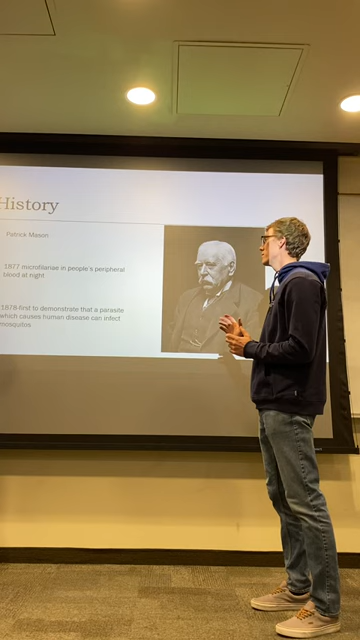 History
Patrick Mason
1877 microfilariae in people's peripheral
blood at night
1878-first to demonstrate that a parasite
which causes human disease can infect
mosquitos